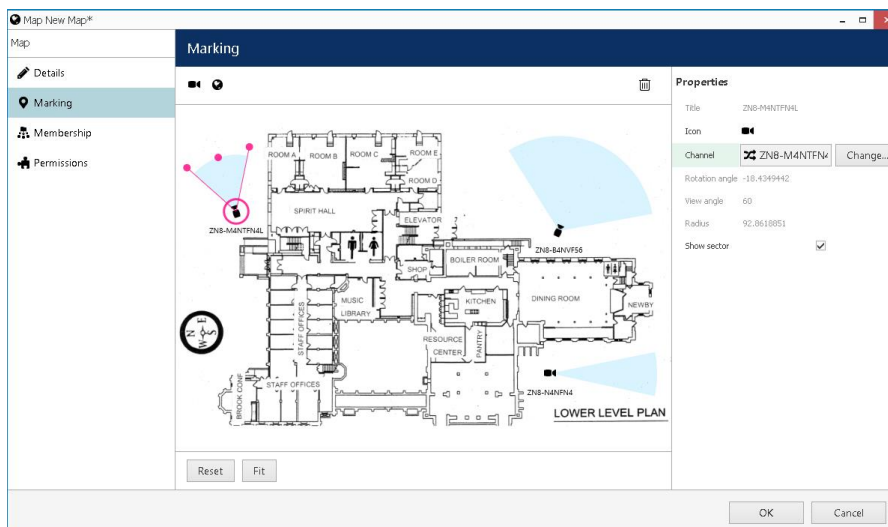 Map New Map*
Map
Details
Marking
Membership
Permissions
Marking
ROOM A
ROOM B
ROOM C
ROOM E
ROOM D
SPIRIT HALL
ELEVATOR
ZN8-M4NTFN4L
ZN8-B4NVF56
BOILER ROOM
SHOP
MUSIC
LIBRARY
KITCHEN
DINING ROOM
NEWBY
N
E
S
W
STAFF OFFICES
RESOURCE
CENTER
PANTRY
STAFF OFFICES
BROCK CONF
ZN8-N4NFN4
LOWER LEVEL PLAN
Reset
Fit
Properties
Title ZN8-M4NTFN4L
Icon
Channel ZN8-M4NTFN4 Change...
Rotation angle -18.4349442
View angle 60
Radius 92.8618851
Show sector
OK
Cancel